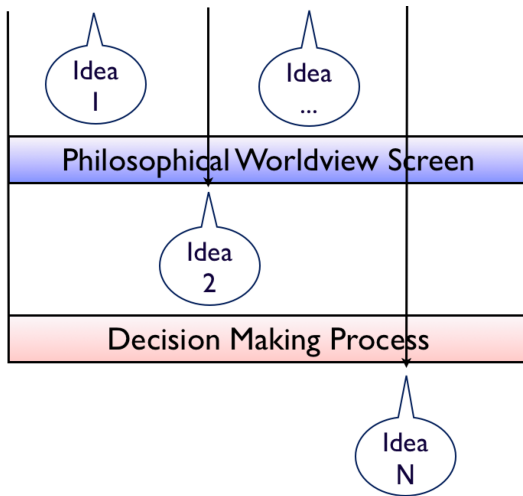 Idea
1
Idea
...
Philosophical Worldview Screen
Idea
2
Decision Making Process
Idea
N